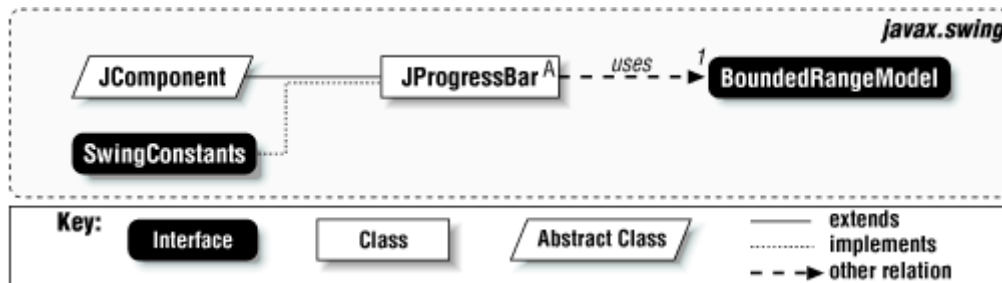 javax.swing
JComponent
JProgressBar A
uses
1
BoundedRangeModel
SwingConstants
Key:
Interface
Class
Abstract Class
extends
implements
other relation